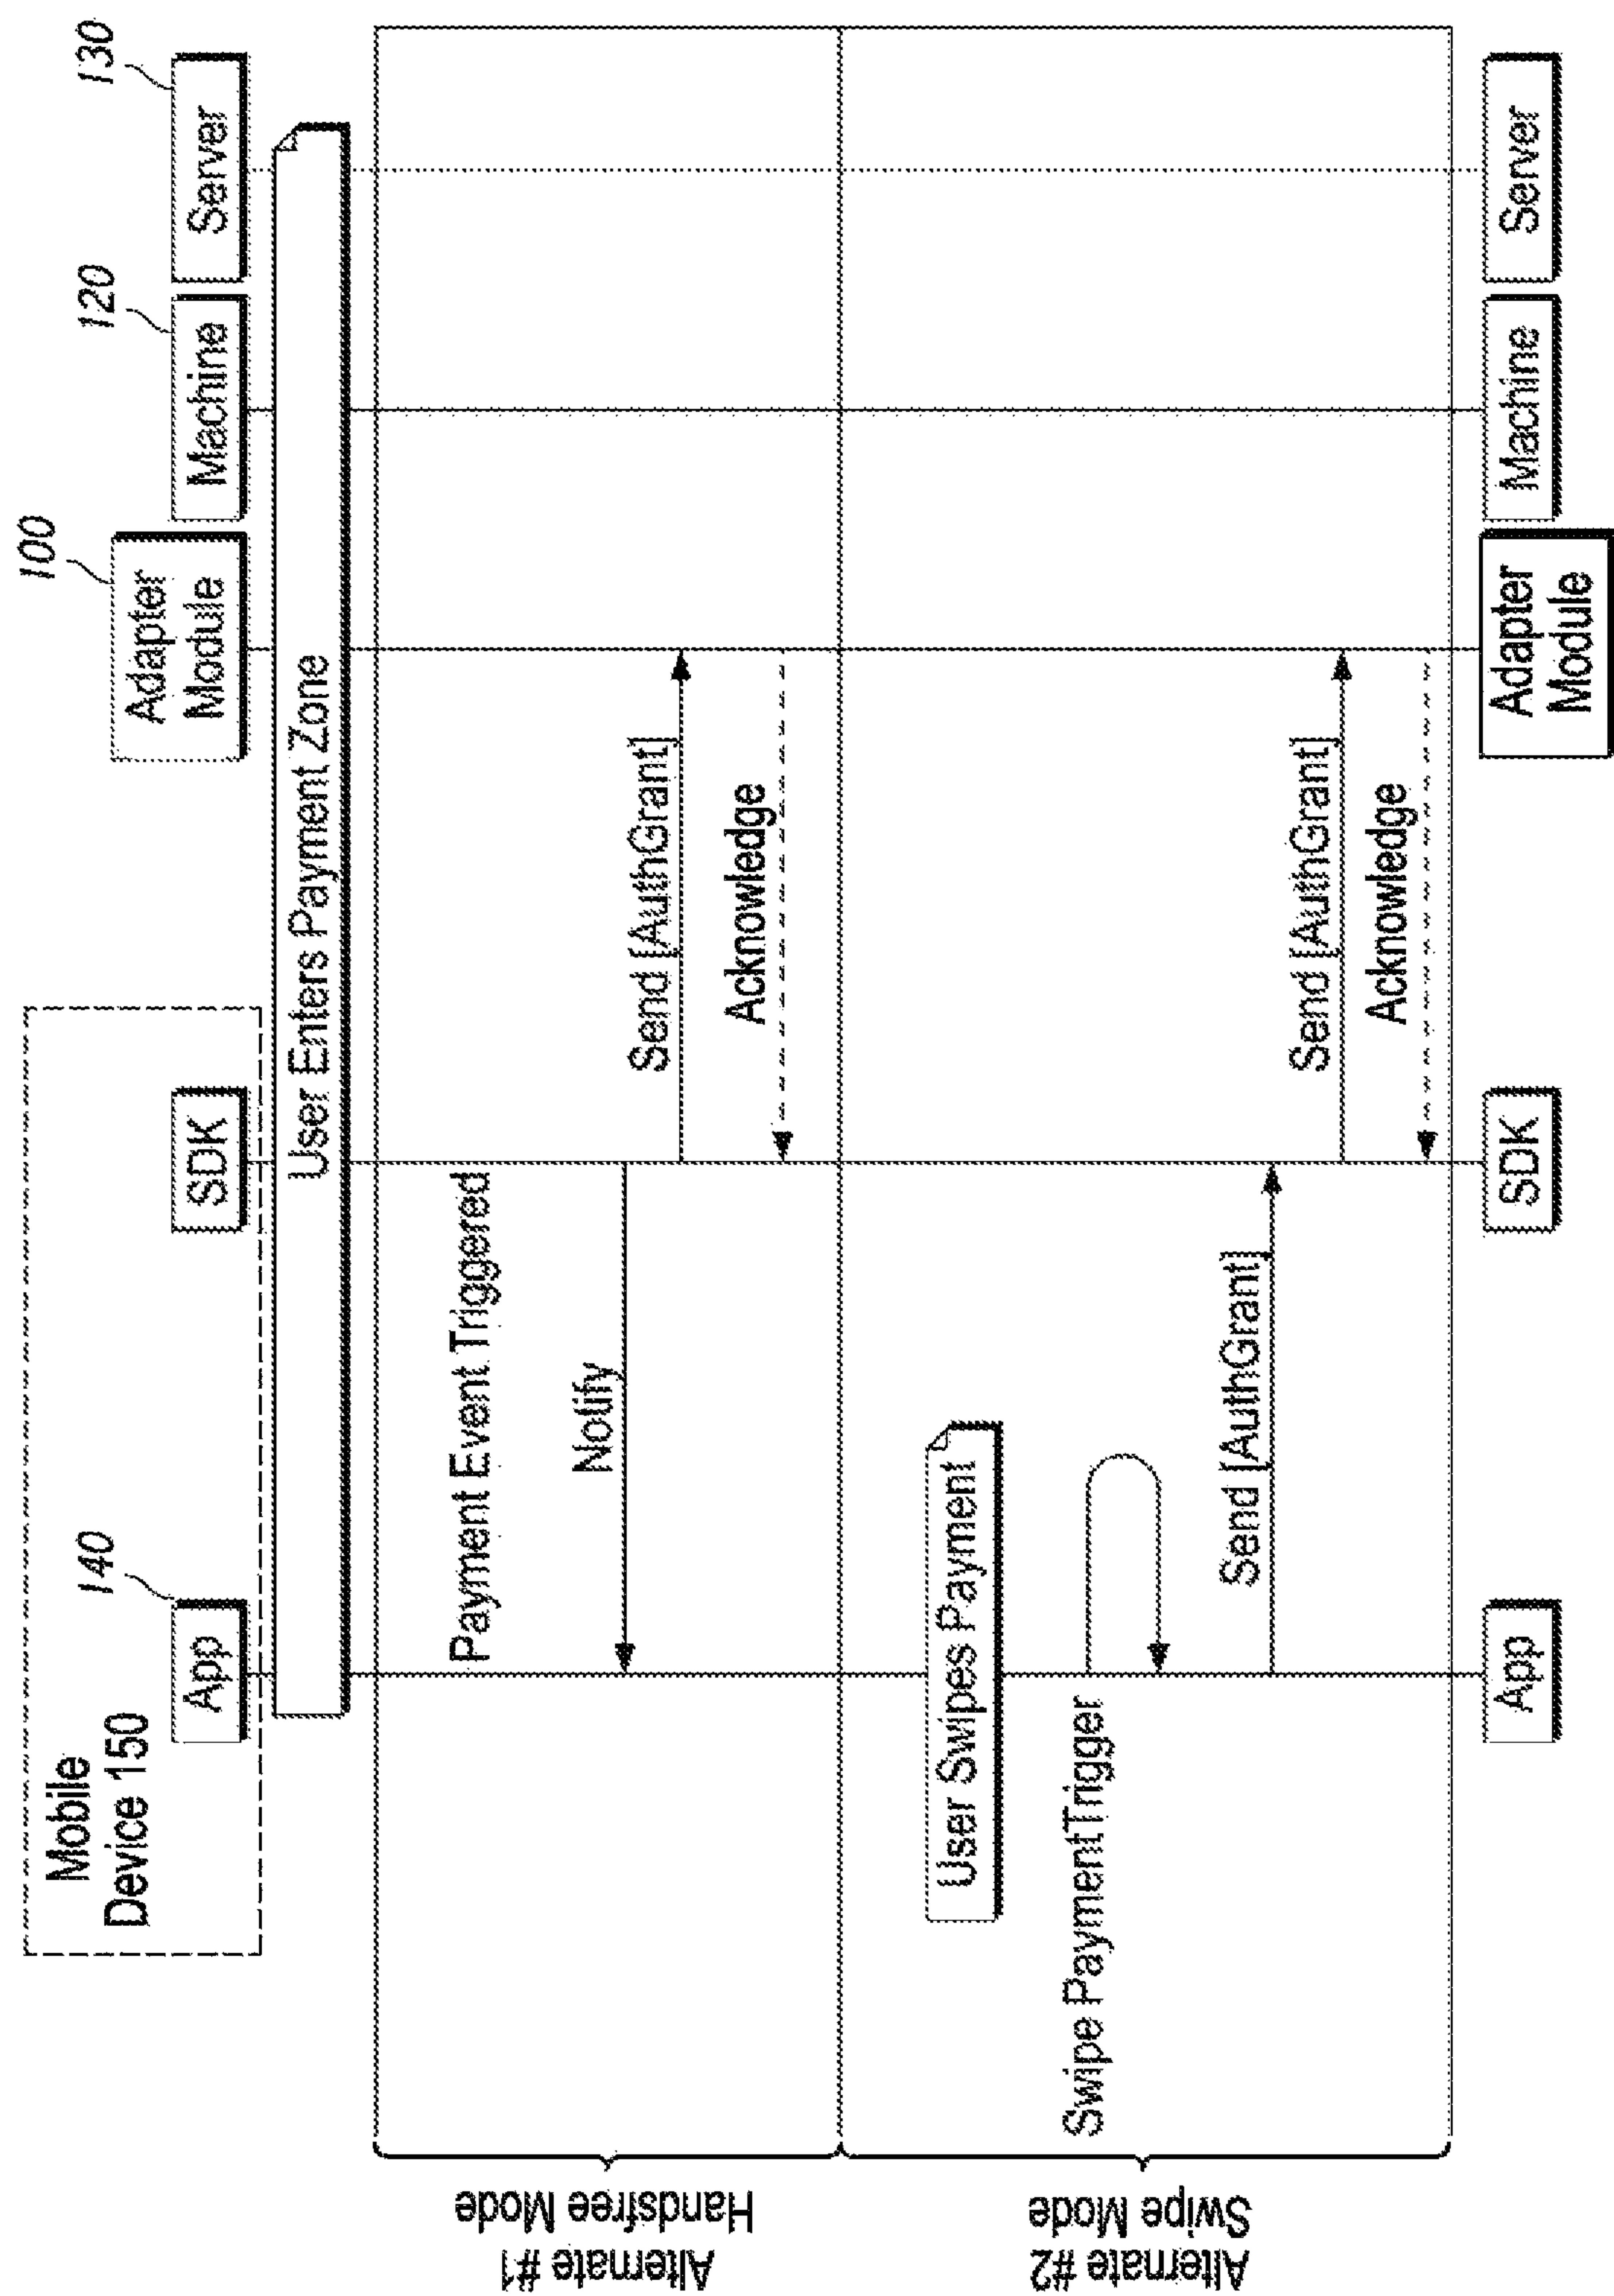 Mobile
Device 150
140
100
120
130
App
SDK
Adapter
Module
Machine
Server
User Enters Payment Zone
Alternate #1
Handsfree Mode
Payment Event Triggered
Notify
Send [AuthGrant]
Acknowledge
Alternate #2
Swipe Mode
User Swipes Payment
Swipe PaymentTrigger
Send [AuthGrant]
Send [AuthGrant]
Acknowledge
App
SDK
Adapter
Module
Machine
Server